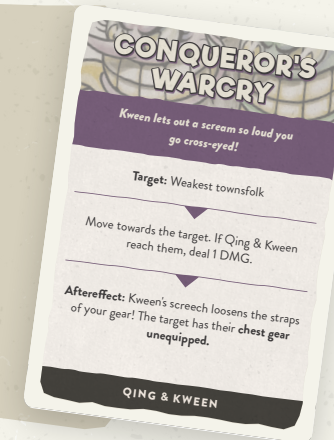 CONQUEROR'S
WARCRY
Kween lets out a scream so loud you
go cross-eyed!
Target: Weakest townsfolk
Move towards the target. If Qing & Kween
reach them, deal 1 DMG.
Aftereffect: Kween's screech loosens the straps
of your gear! The target has their chest gear
unequipped.
QING & KWEEN